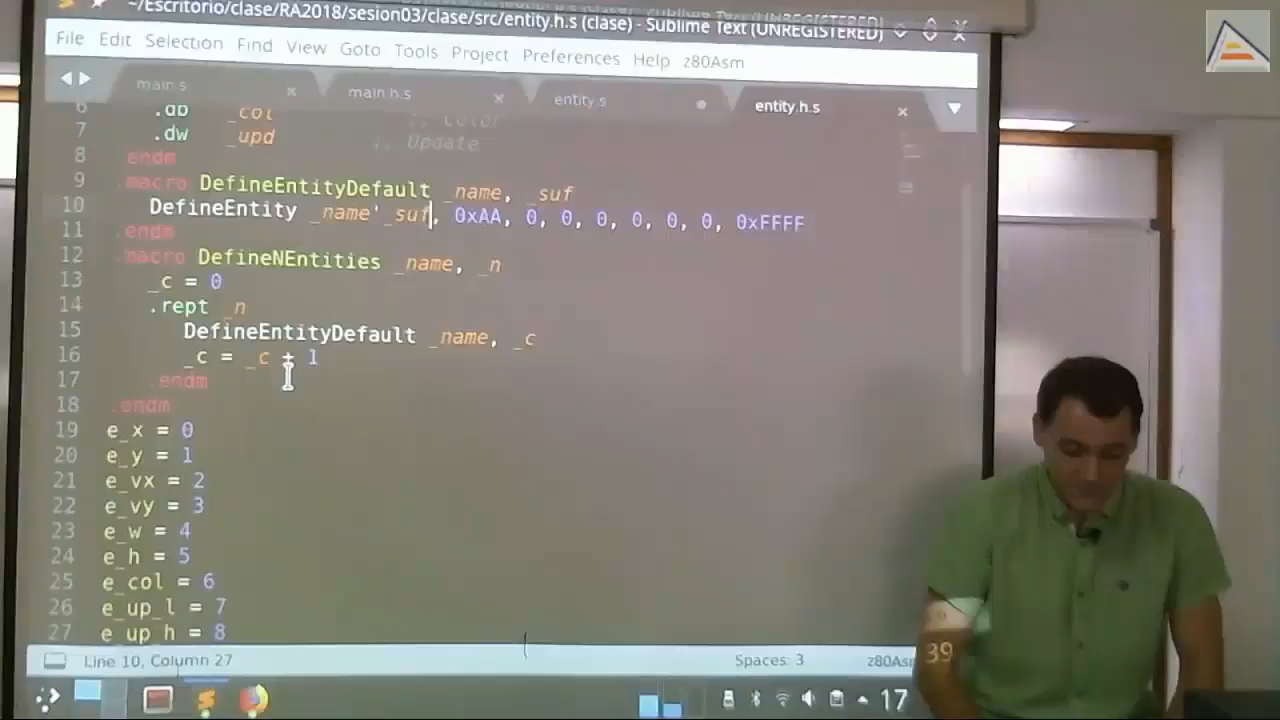 ~/Escritorio/clase/RA2018/sesion03/clase/src/entity.h.s (clase) - Sublime Text (UNREGISTERED)
File Edit Selection Find View Goto Tools Project Preferences Help z80Asm
main.s × main.h.s × entity.s entity.h.s ×
6 .db _col ;; Color
7 .dw _upd ;; Update
8 .endm
9 .macro DefineEntityDefault _name, _suf
10 DefineEntity _name'_suf, 0xAA, 0, 0, 0, 0, 0, 0, 0xFFFF
11 .endm
12 .macro DefineNEntities _name, _n
13 _c = 0
14 .rept _n
15 DefineEntityDefault _name, _c
16 _c = _c + 1
17 .endm
18 .endm
19 e_x = 0
20 e_y = 1
21 e_vx = 2
22 e_vy = 3
23 e_w = 4
24 e_h = 5
25 e_col = 6
26 e_up_l = 7
27 e_up_h = 8
Line 10, Column 27 Spaces: 3 z80Asm
17
39